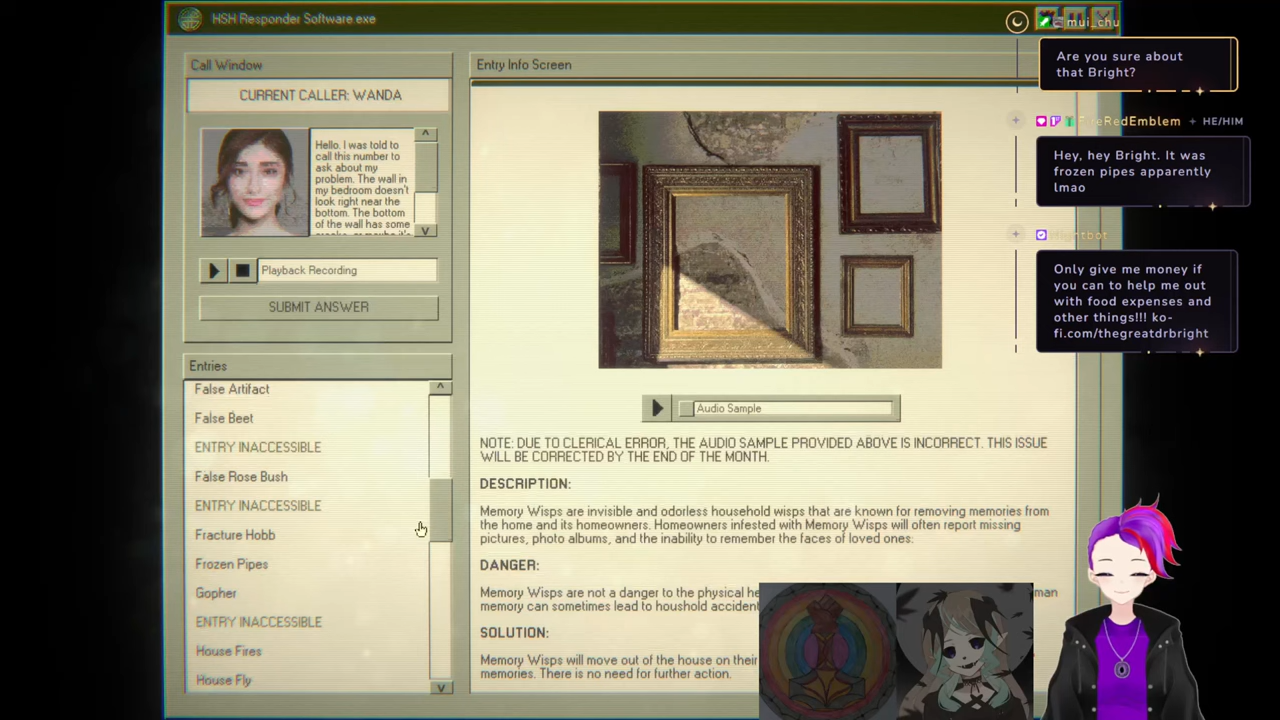 HSH Responder Software exe
Call Window
CURRENT CALLER: WANDA
Hello. I was told to
call this number to
ask about my
problem. The wall in
my bedroom doesn't
look right near the
bottom. The bottom
of the wall has some
Playback Recording
SUBMIT ANSWER
Entries
False Artifact
False Beet
ENTRY INACCESSIBLE
False Rose Bush
ENTRY INACCESSIBLE
Fracture Hobb
Frozen Pipes
Gopher
ENTRY INACCESSIBLE
House Fires
House Fly
Entry Info Screen
Audio Sample
NOTE: DUE TO CLERICAL ERROR, THE AUDIO SAMPLE PROVIDED ABOVE IS INCORRECT. THIS ISSUE
WILL BE CORRECTED BY THE END OF THE MONTH.
DESCRIPTION:
Memory Wisps are invisible and odorless household wisps that are known for removing memories from
the home and its homeowners. Homeowners infested with Memory Wisps will often report missing
pictures, photo albums, and the inability to remember the faces of loved ones.
DANGER:
Memory Wisps are not a danger to the physical
memory can sometimes lead to houshold
SOLUTION:
Memory Wisps will move out of the house on their
memories. There is no need for further action.
mui_chu
Are you sure about
that Bright?
FireRedEmblem HE/HIM
Hey, hey Bright. It was
frozen pipes apparently
lmao
Nightbot
Only give me money if
you can to help me out
with food expenses and
other things!!! ko-
fi.com/thegreatdrbright